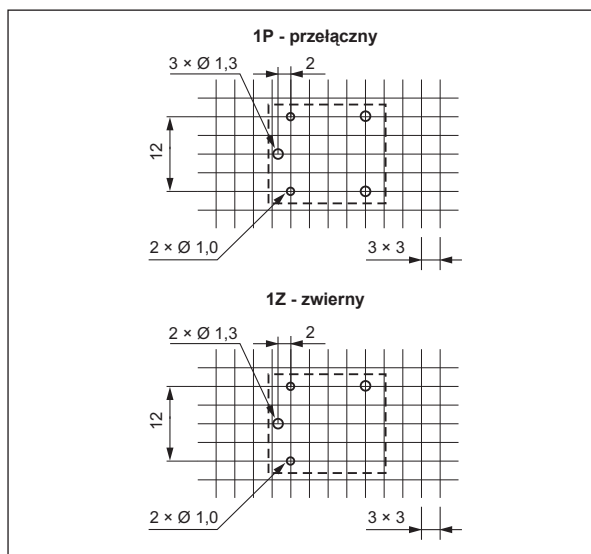 1P - przełączny
3 × Ø 1,3
2
12
2 × Ø 1,0
3 × 3
1Z - zwierny
2 × Ø 1,3
2
12
2 × Ø 1,0
3 × 3